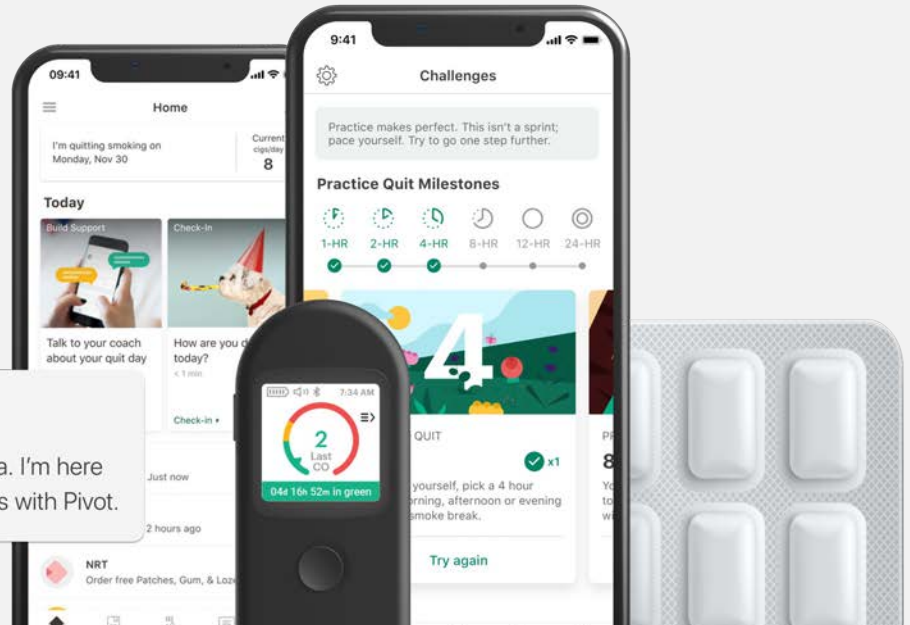 09:41
Home
I'm quitting smoking on
Monday, Nov 30
Current
cigs/day
8
Today
Build Support
Check-In
Talk to your coach
about your quit day
How are you
today?
< 1 min
Check-in
a. I'm here
s with Pivot.
Just now
2 hours ago
NRT
Order free Patches, Gum, &
9:41
Challenges
Practice makes perfect. This isn't a sprint;
pace yourself. Try to go one step further.
Practice Quit Milestones
1-HR 2-HR 4-HR 8-HR 12-HR 24-HR
4
QUIT
x1
yourself, pick a 4 hour
afternoon or evening
smoke break.
Try again
8
7:34 AM
2
Last
CO
04d 16h 52m in green